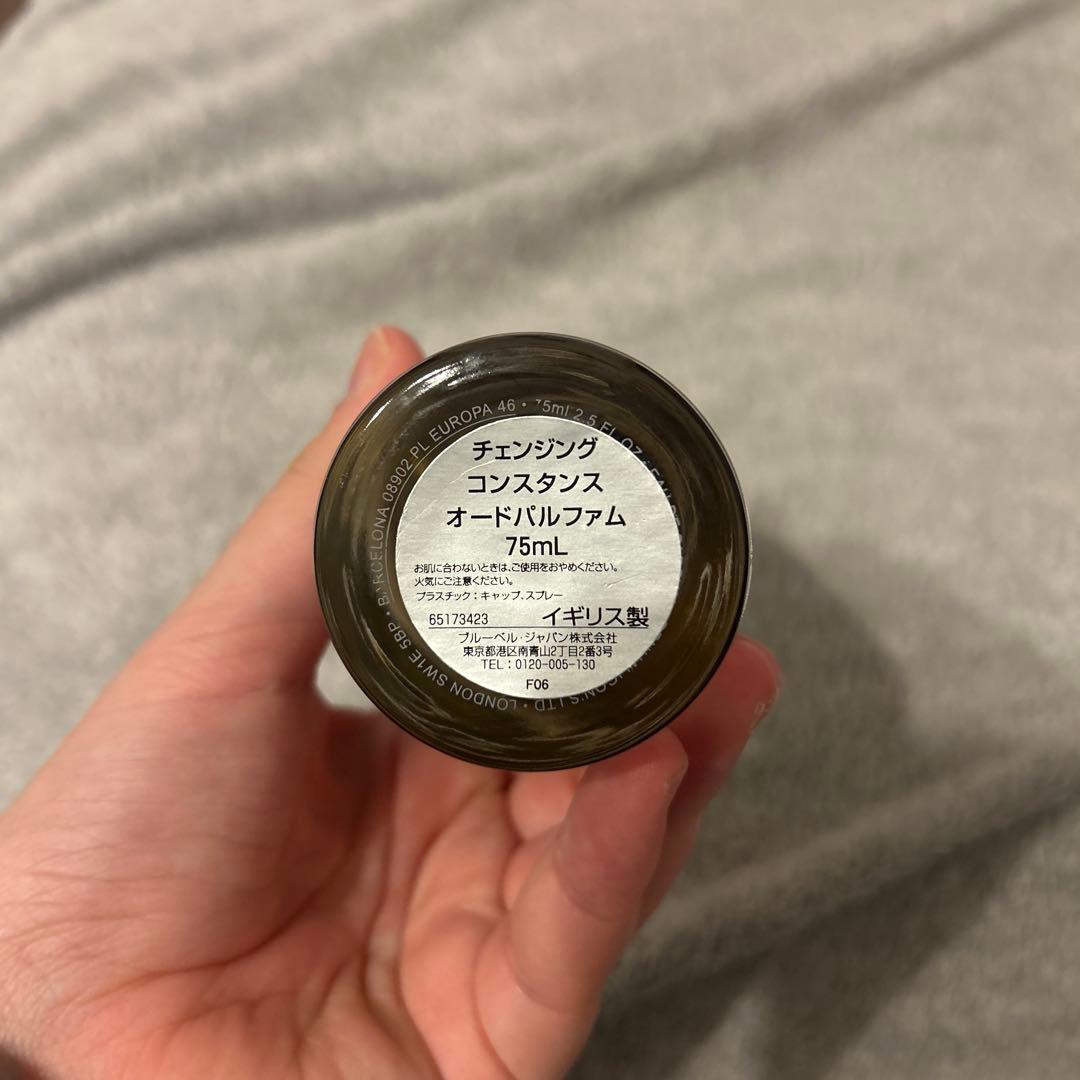 チェンジング
コンスタンス
オードパルファム
75mL
お肌に合わないときは、ご使用をおやめください。
火気にご注意ください。
プラスチック：キャップ、スプレー
65173423 イギリス製
ブルーベル・ジャパン株式会社
東京都港区南青山2丁目2番3号
TEL：0120-005-130
F06
LTD • LONDON SW1E 5BP • BARCELONA 08902 PL EUROPA 46 • 75ml 2.5 FL OZ